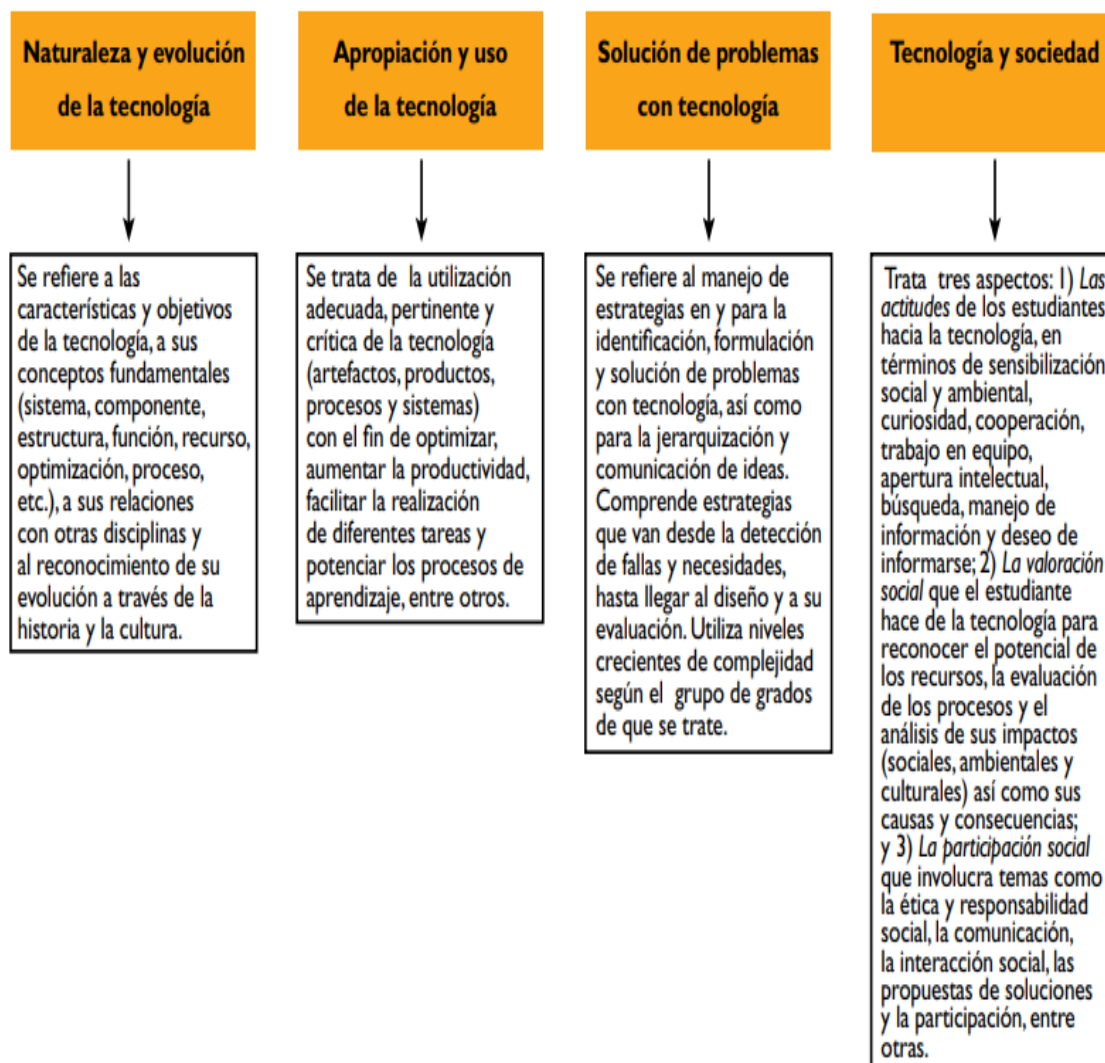 Naturaleza y evolución
de la tecnología
Se refiere a las
características y objetivos
de la tecnología, a sus
conceptos fundamentales
(sistema, componente,
estructura, función, recurso,
optimización, proceso,
etc.), a sus relaciones
con otras disciplinas y
al reconocimiento de su
evolución a través de la
historia y la cultura.
Apropiación y uso
de la tecnología
Se trata de la utilización
adecuada, pertinente y
crítica de la tecnología
(artefactos, productos,
procesos y sistemas)
con el fin de optimizar,
aumentar la productividad,
facilitar la realización
de diferentes tareas y
potenciar los procesos de
aprendizaje, entre otros.
Solución de problemas
con tecnología
Se refiere al manejo de
estrategias en y para la
identificación, formulación
y solución de problemas
con tecnología, así como
para la jerarquización y
comunicación de ideas.
Comprende estrategias
que van desde la detección
de fallas y necesidades,
hasta llegar al diseño y a su
evaluación. Utiliza niveles
crecientes de complejidad
según el grupo de grados
de que se trate.
Tecnología y sociedad
Trata tres aspectos: 1) Las
actitudes de los estudiantes
hacia la tecnología, en
términos de sensibilización
social y ambiental,
curiosidad, cooperación,
trabajo en equipo,
apertura intelectual,
búsqueda, manejo de
información y deseo de
informarse; 2) La valoración
social que el estudiante
hace de la tecnología para
reconocer el potencial de
los recursos, la evaluación
de los procesos y el
análisis de sus impactos
(sociales, ambientales y
culturales) así como sus
causas y consecuencias;
y 3) La participación social
que involucra temas como
la ética y responsabilidad
social, la comunicación,
la interacción social, las
propuestas de soluciones
y la participación, entre
otras.